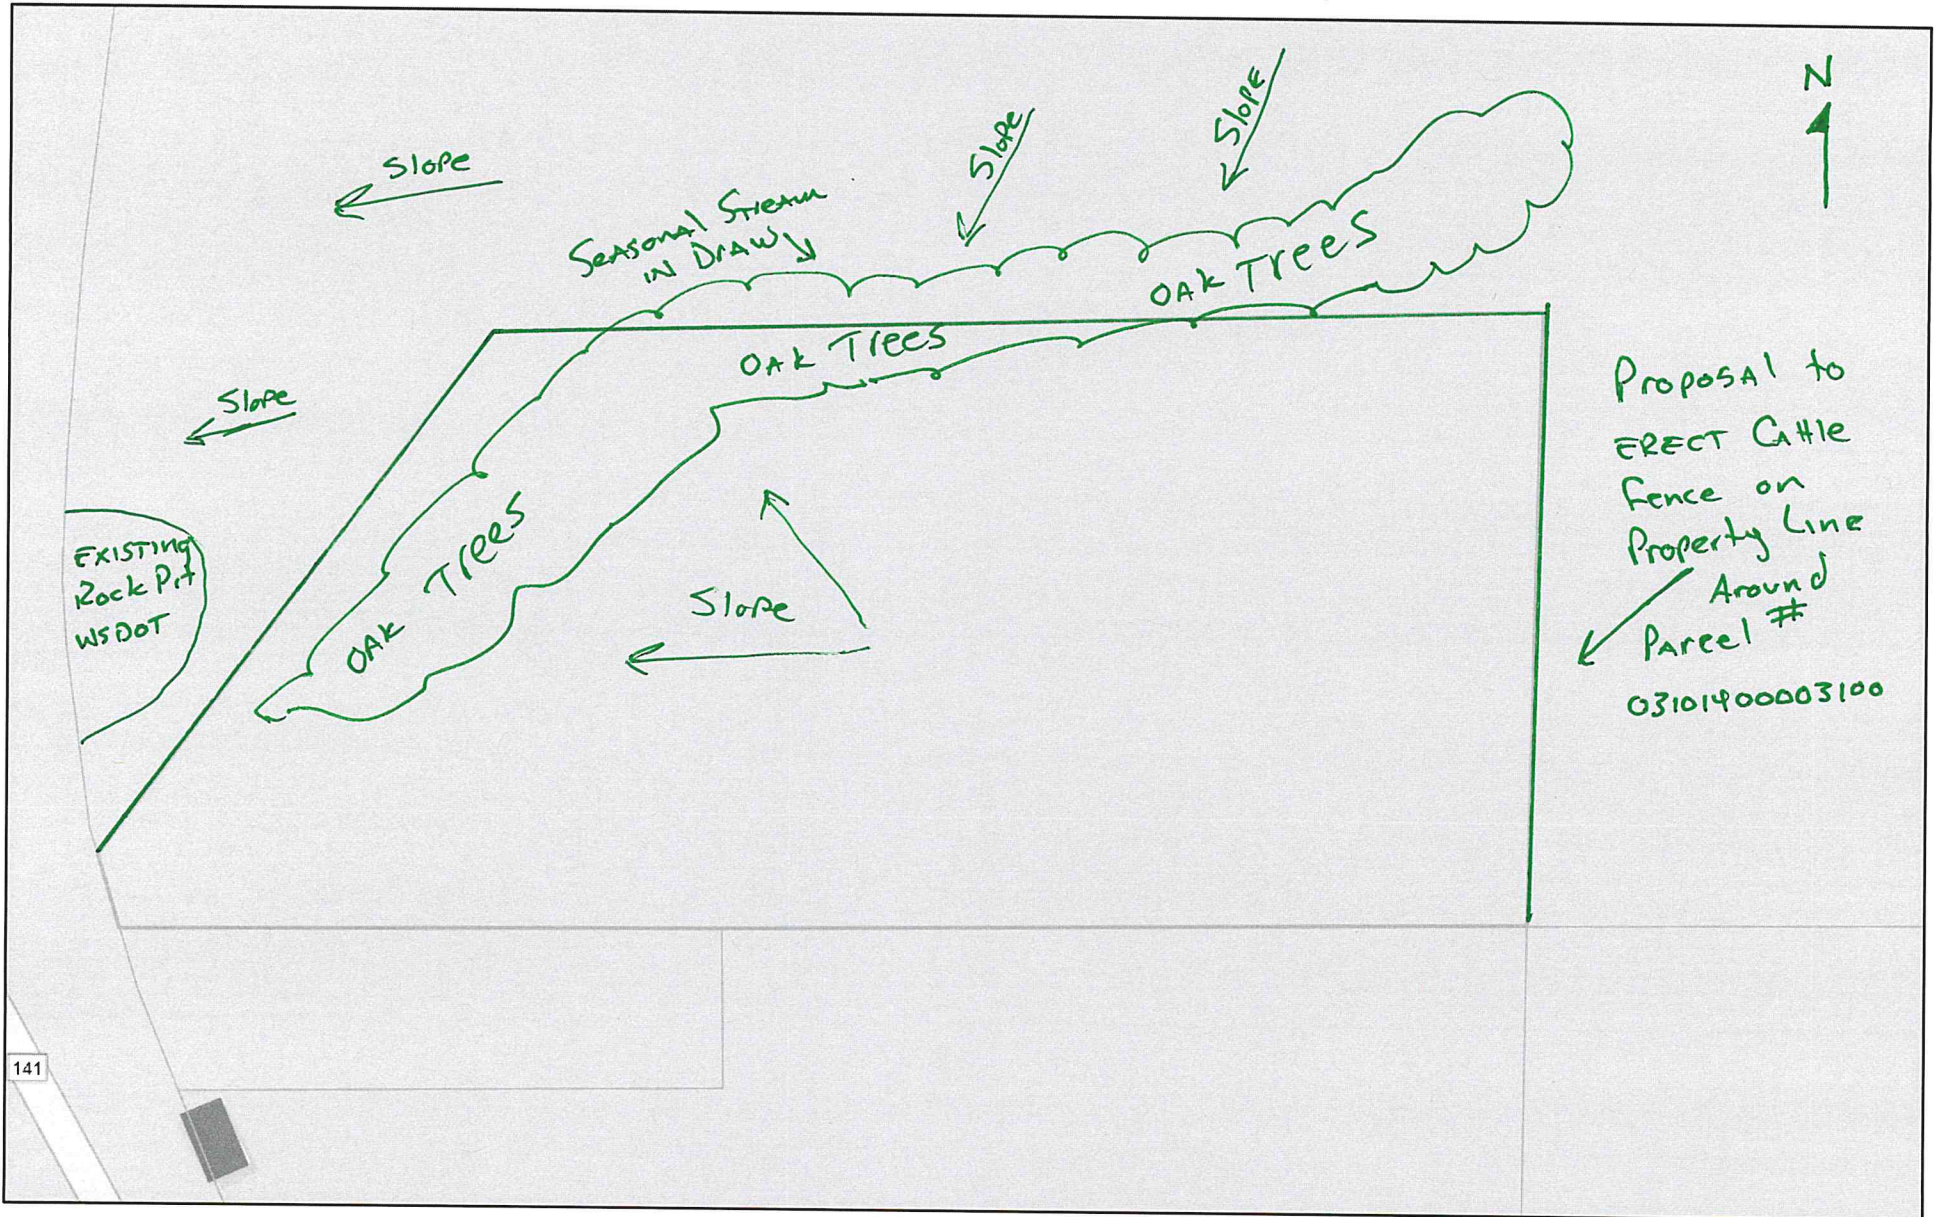 N
Slope
Slope
Slope
Seasonal Stream
IN Draw
Oak Trees
Oak Trees
Slope
Proposal to
ERECT Cattle
Fence on
Property Line
Around
Parcel #
03101400003100
Existing
Rock Pit
WSDOT
Oak Trees
Slope
141